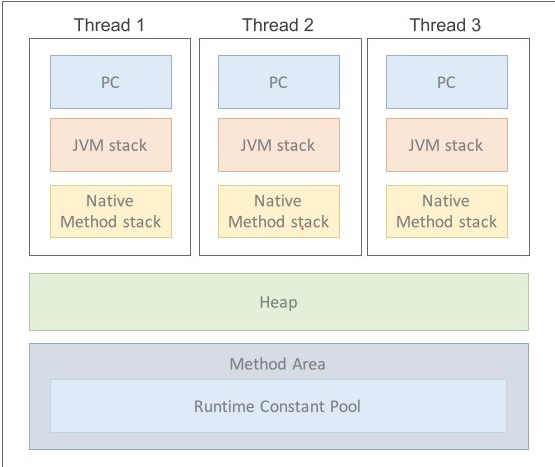 Thread 1 Thread 2 Thread 3
PC PC PC
JVM stack JVM stack JVM stack
Native Native Native
Method stack Method stack Method stack
Heap
Method Area
Runtime Constant Pool